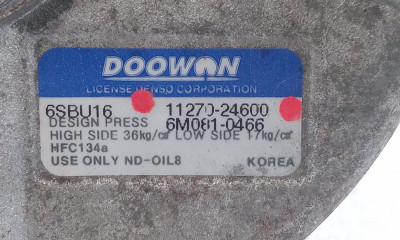 DOOWON
LICENSE DENSO CORPORATION
6SBU16 11270-24600
DESIGN PRESS 6M081-0466
HIGH SIDE 36kg/c㎡ LOW SIDE 17kg/c㎡
HFC134a
USE ONLY ND-OIL8 KOREA